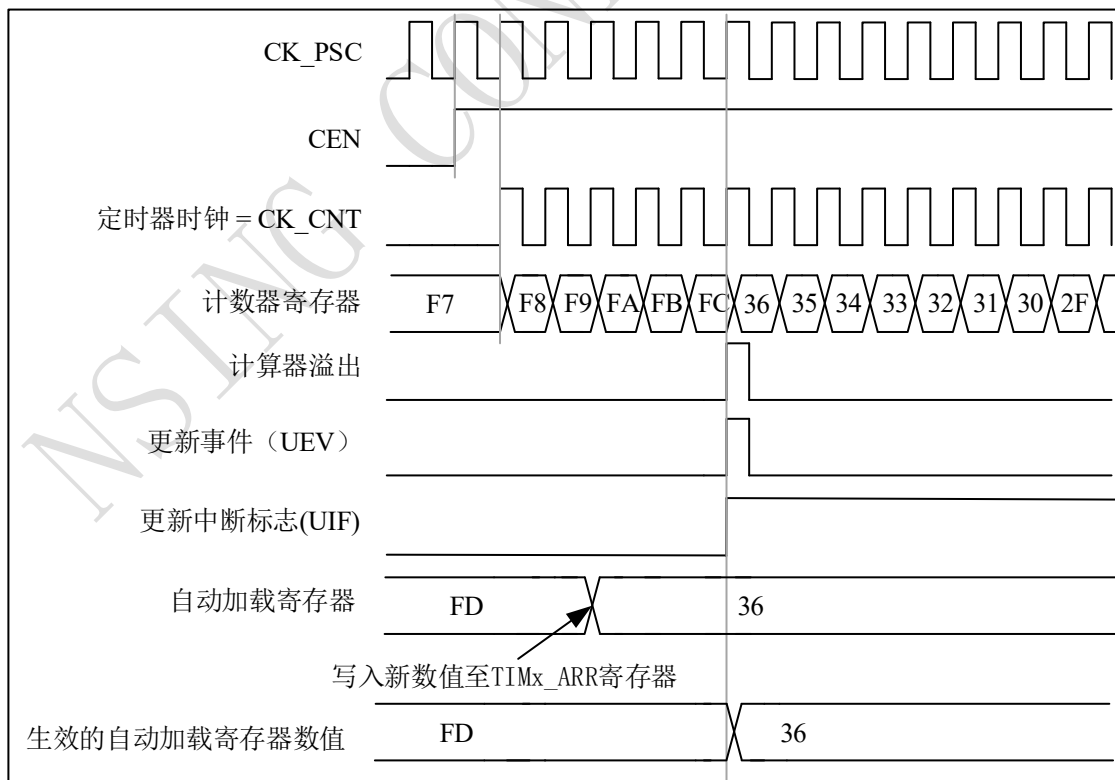 CK_PSC
CEN
定时器时钟 = CK_CNT
计数器寄存器 F7 F8 F9 FA FB FC 36 35 34 33 32 31 30 2F
计算器溢出
更新事件（UEV）
更新中断标志(UIF)
自动加载寄存器 FD 36
写入新数值至TIMx_ARR寄存器
生效的自动加载寄存器数值 FD 36
NSING CON